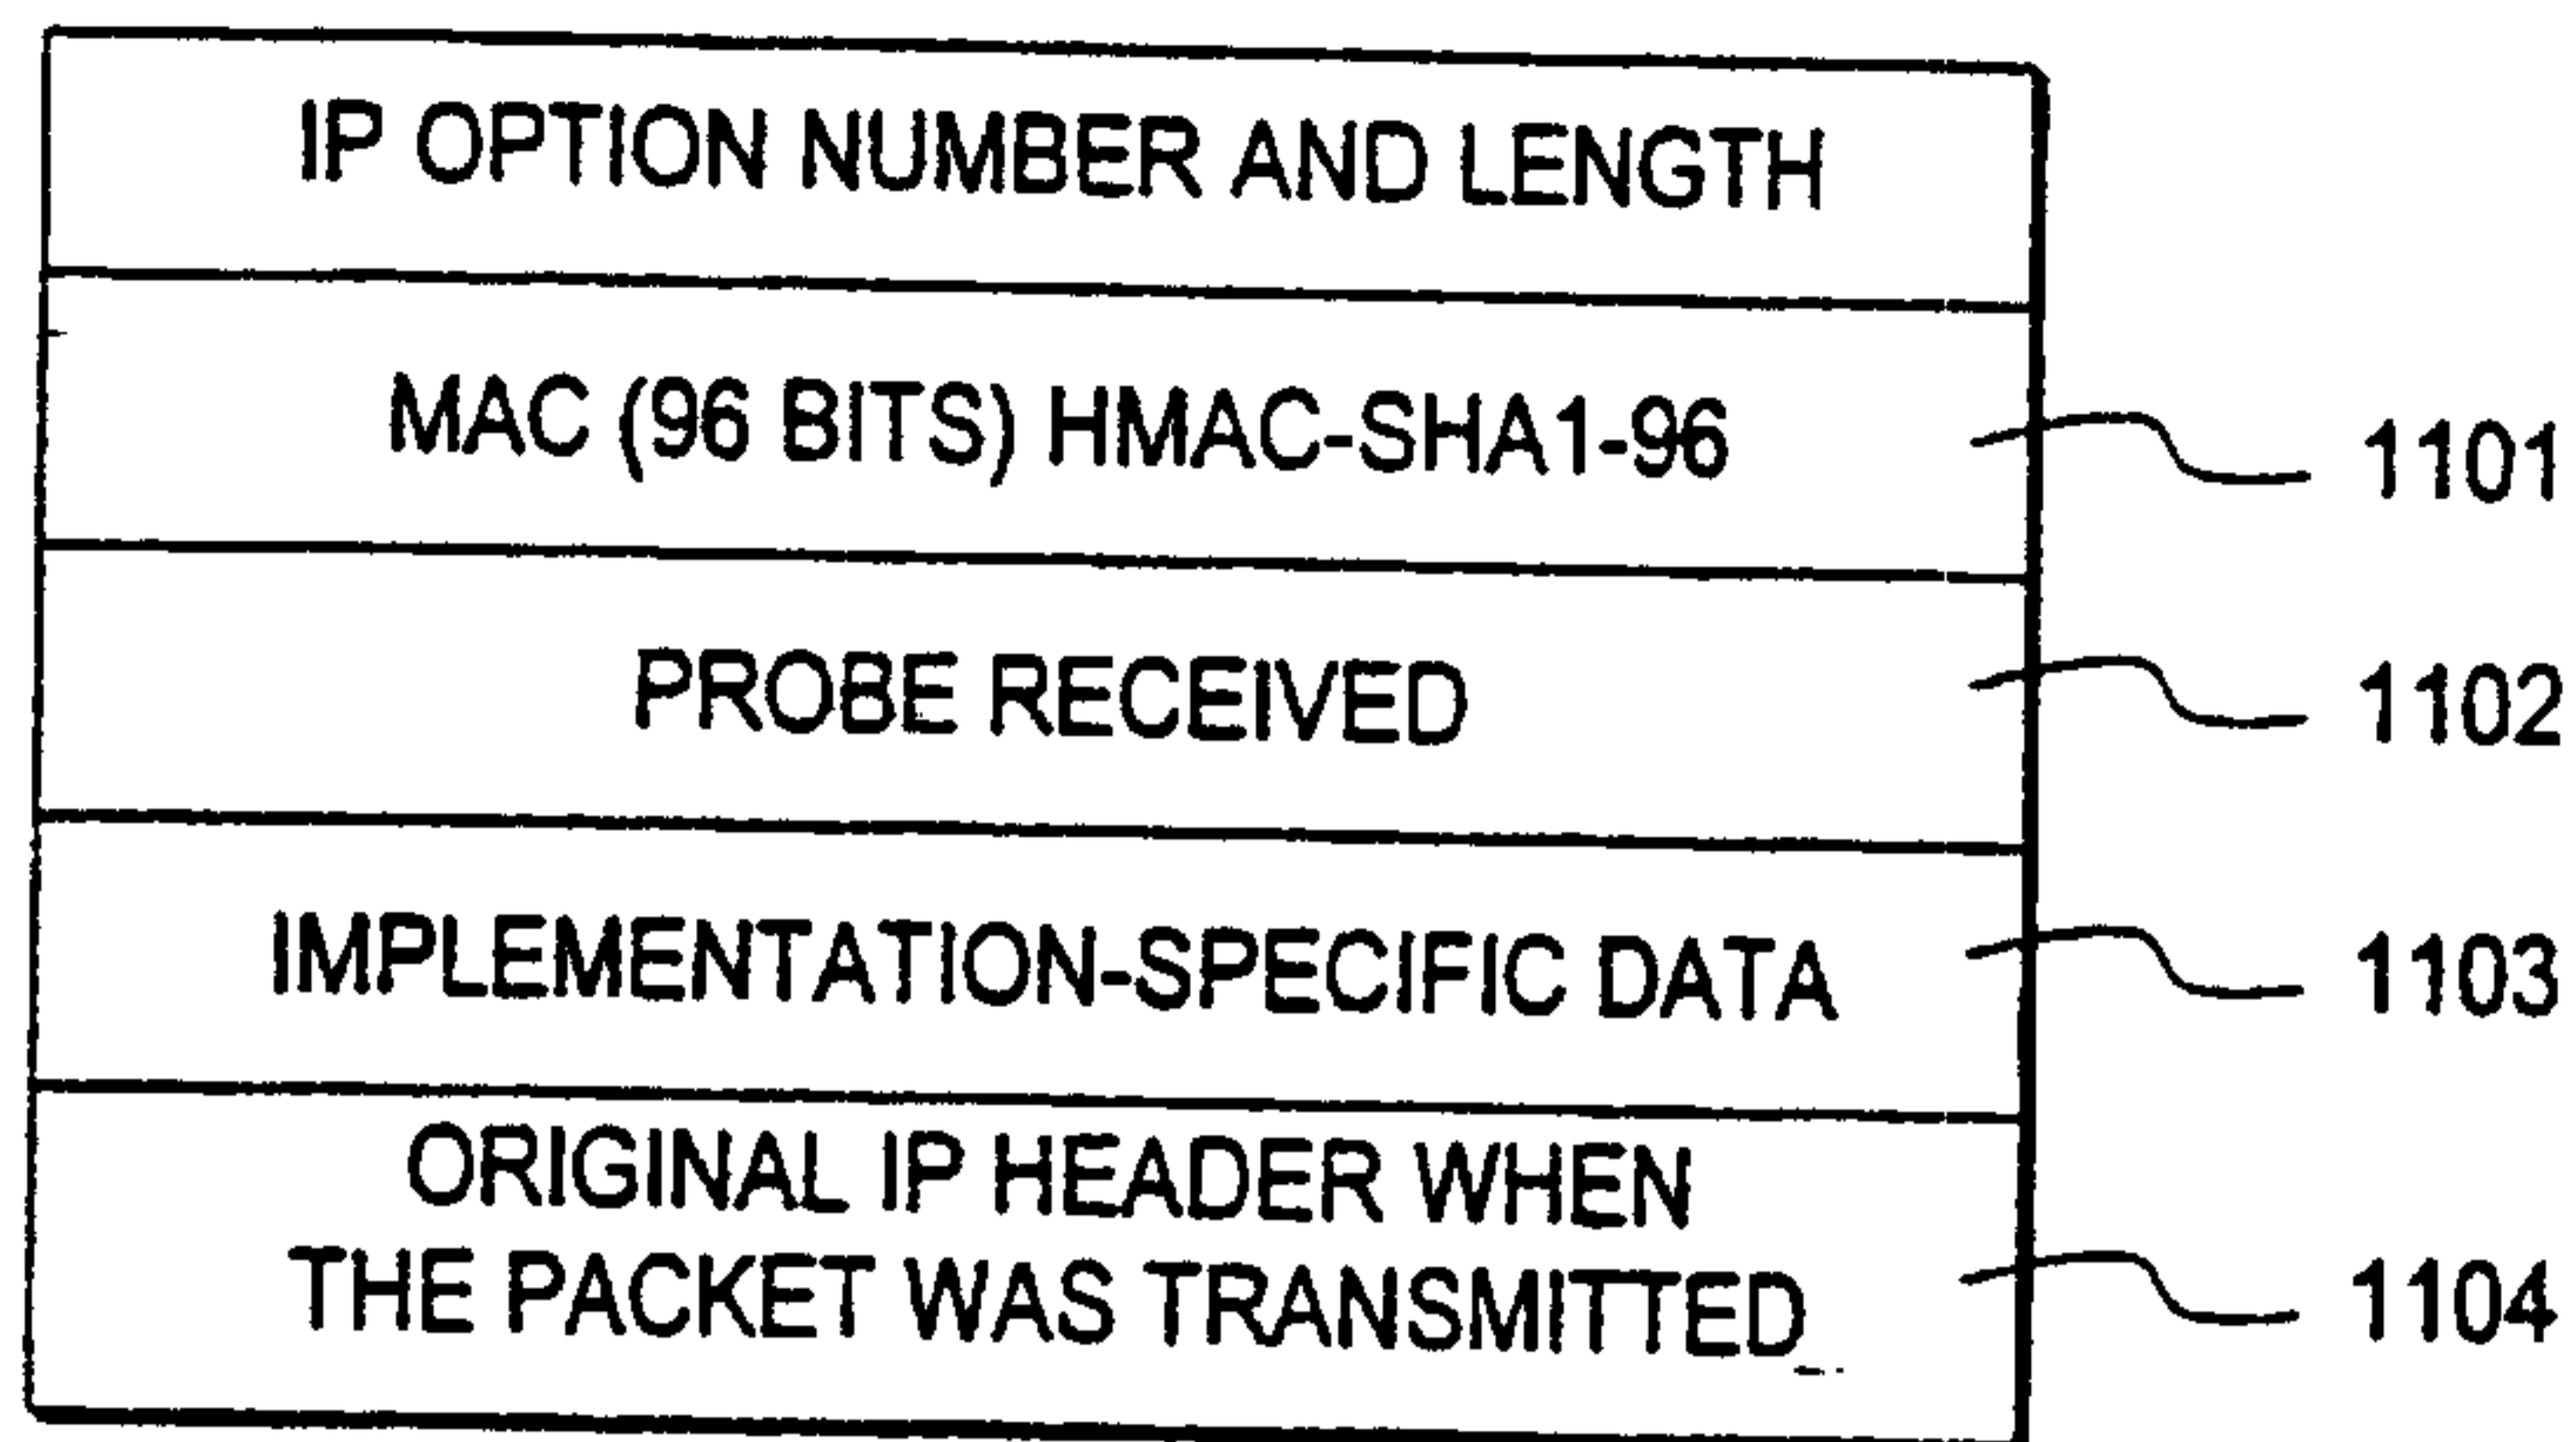 IP OPTION NUMBER AND LENGTH
MAC (96 BITS) HMAC-SHA1-96
1101
PROBE RECEIVED
1102
IMPLEMENTATION-SPECIFIC DATA
1103
ORIGINAL IP HEADER WHEN
THE PACKET WAS TRANSMITTED
1104